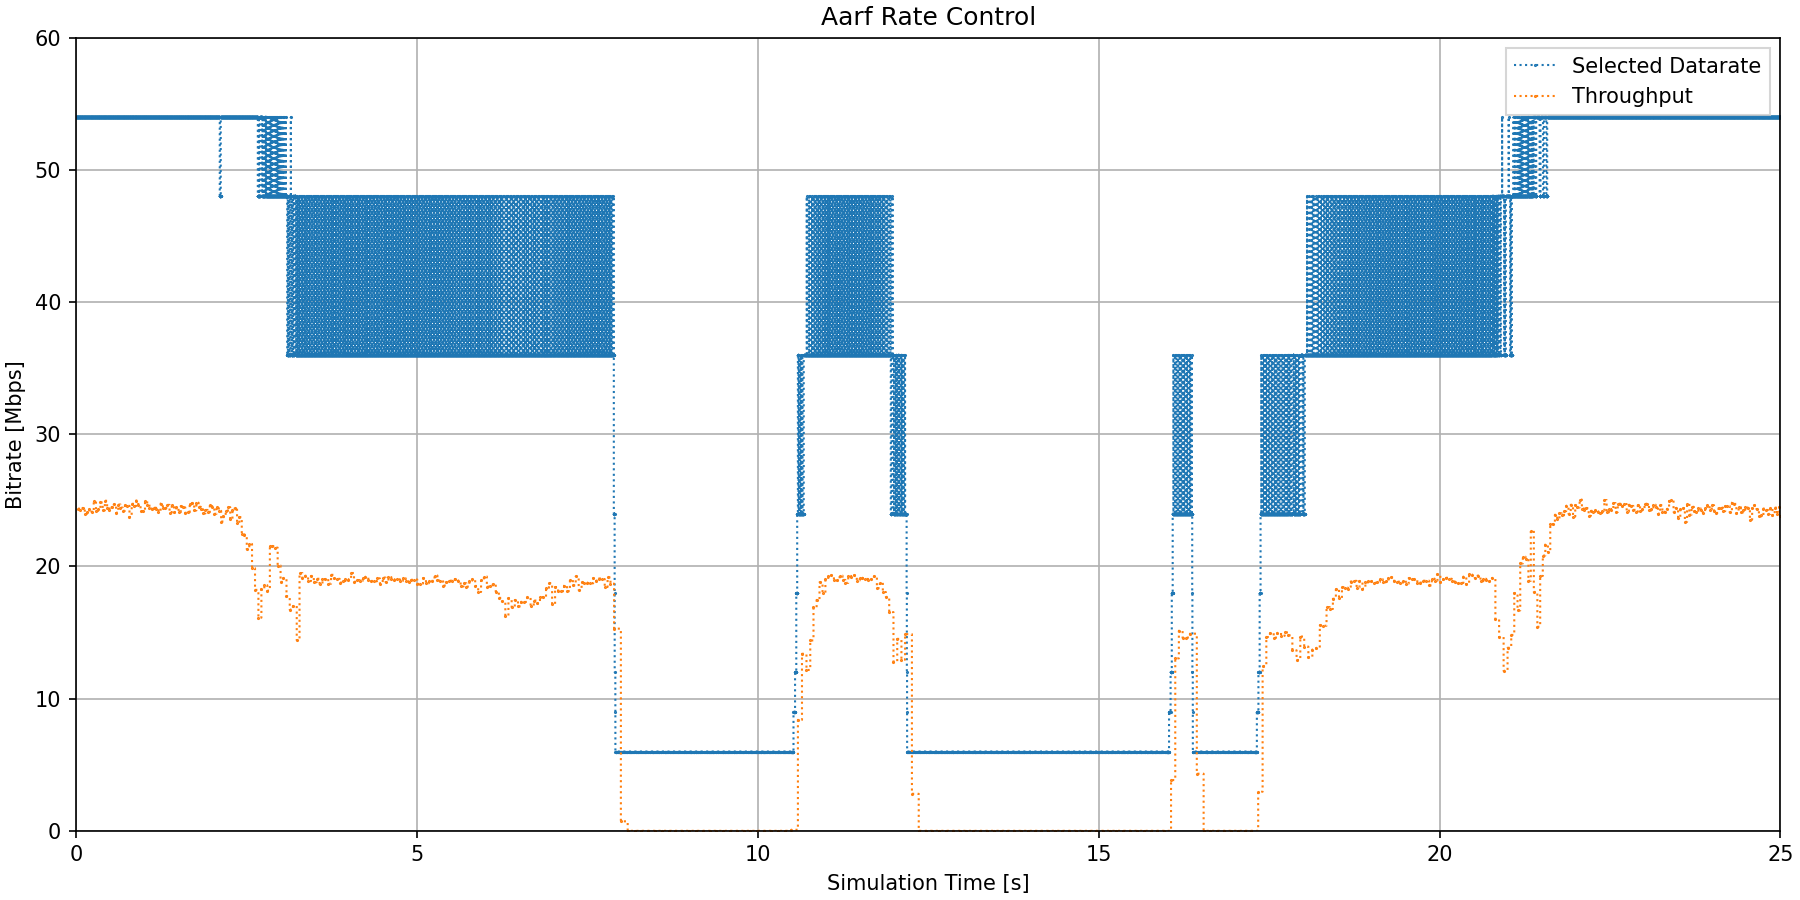 Aarf Rate Control
Selected Datarate
Throughput
Bitrate [Mbps]
60
50
40
30
20
10
0
0 5 10 15 20 25
Simulation Time [s]